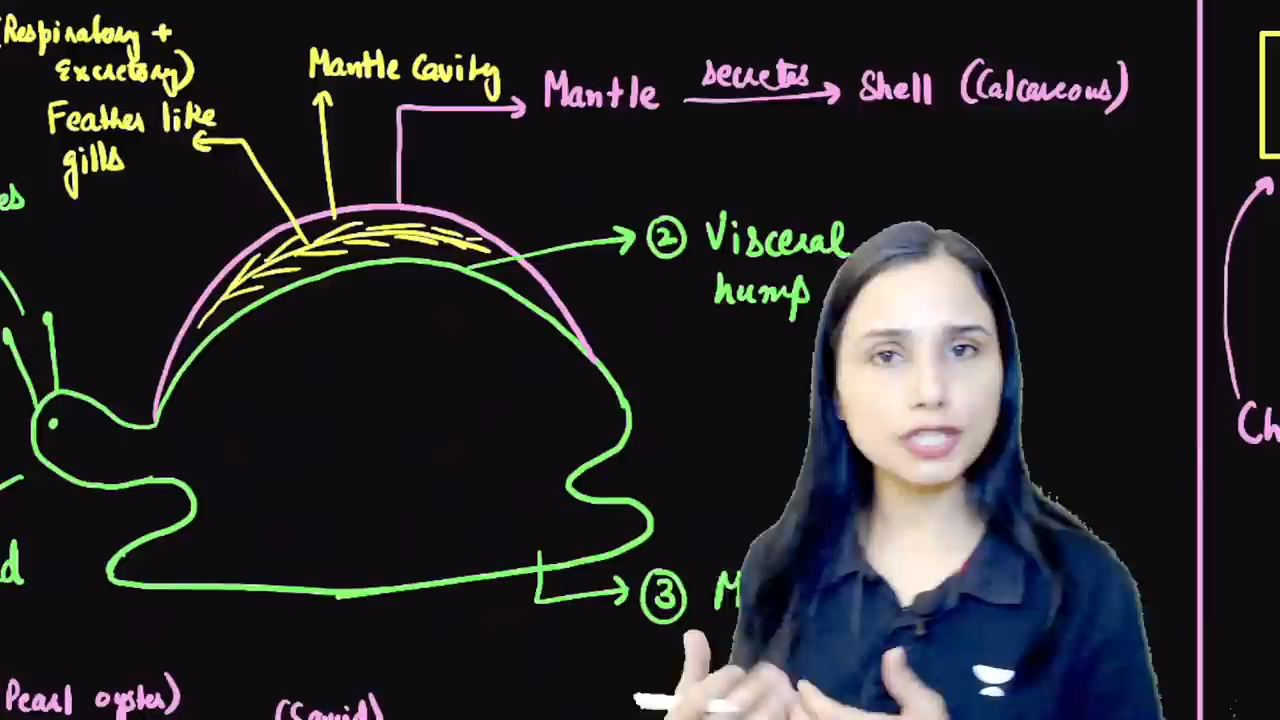 (Respiratory +
Excretory)
Feather like
gills
Mantle Cavity
Mantle secretes Shell (Calcareous)
② Visceral
hump
③
Pearl oyster)
(Squid)